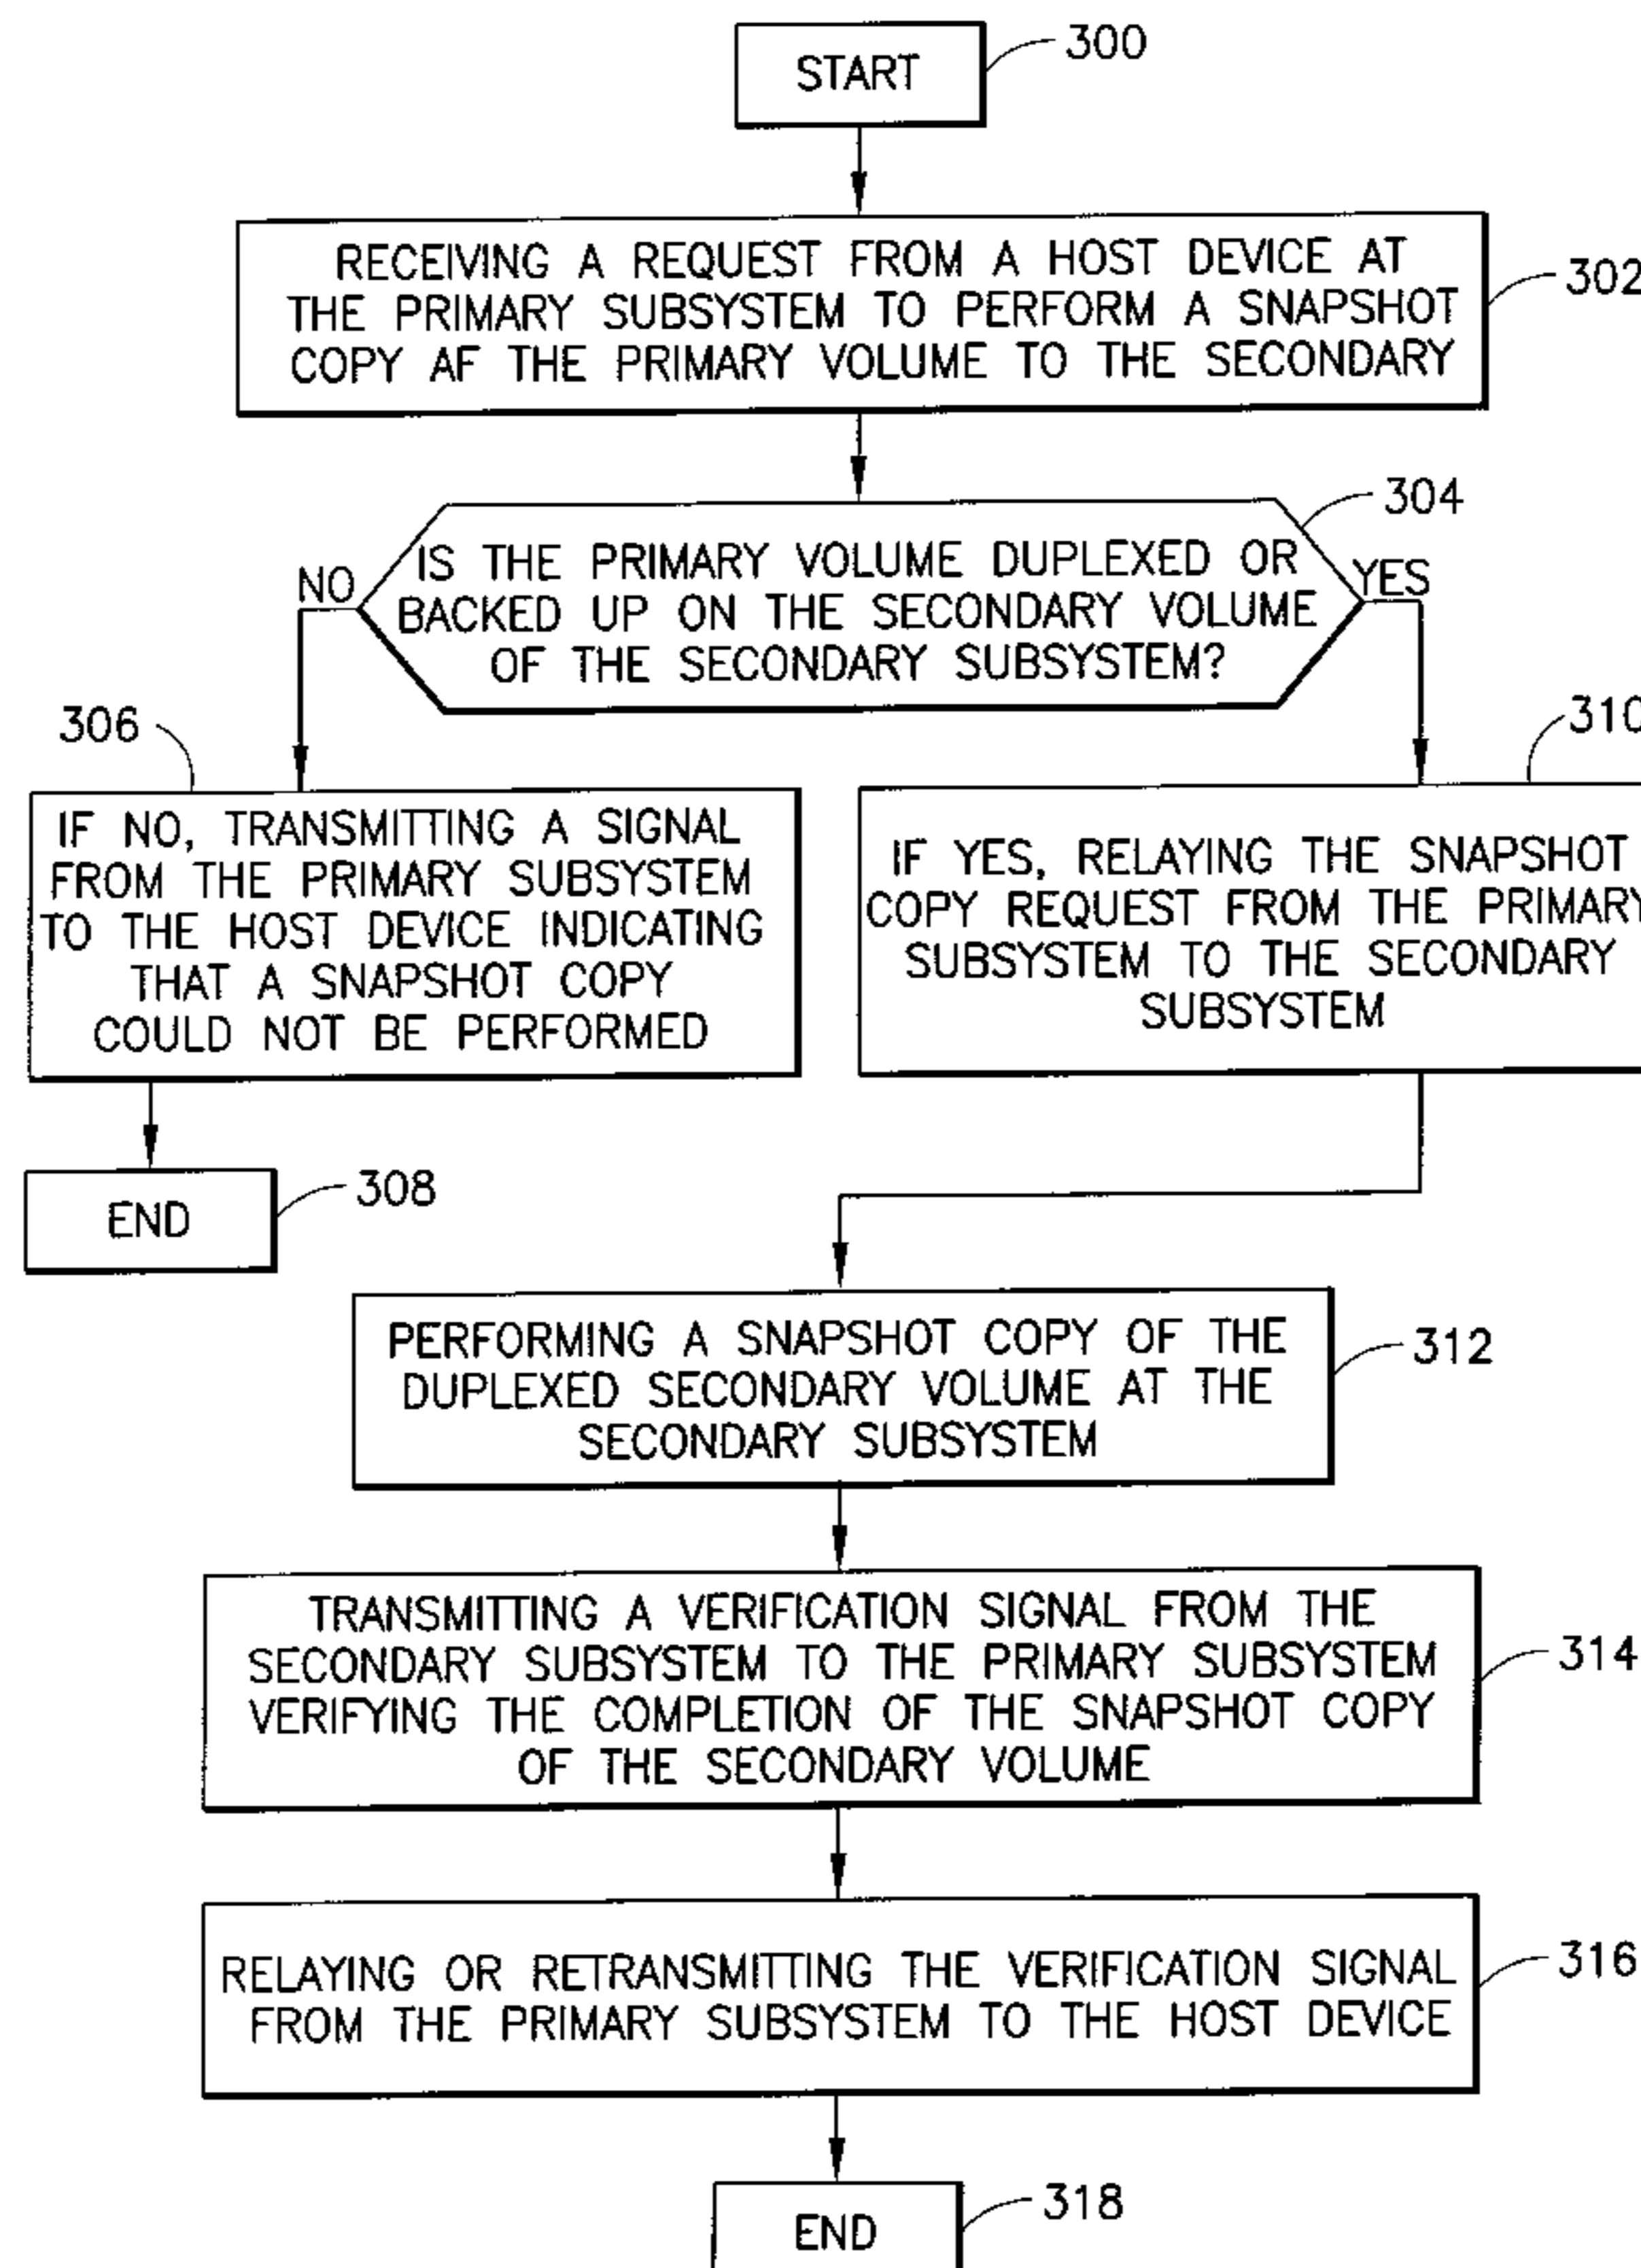 START
300
RECEIVING A REQUEST FROM A HOST DEVICE AT
THE PRIMARY SUBSYSTEM TO PERFORM A SNAPSHOT
COPY AF THE PRIMARY VOLUME TO THE SECONDARY
302
304
IS THE PRIMARY VOLUME DUPLEXED OR
BACKED UP ON THE SECONDARY VOLUME
OF THE SECONDARY SUBSYSTEM?
NO
YES
306
IF NO, TRANSMITTING A SIGNAL
FROM THE PRIMARY SUBSYSTEM
TO THE HOST DEVICE INDICATING
THAT A SNAPSHOT COPY
COULD NOT BE PERFORMED
310
IF YES, RELAYING THE SNAPSHOT
COPY REQUEST FROM THE PRIMARY
SUBSYSTEM TO THE SECONDARY
SUBSYSTEM
END
308
PERFORMING A SNAPSHOT COPY OF THE
DUPLEXED SECONDARY VOLUME AT THE
SECONDARY SUBSYSTEM
312
TRANSMITTING A VERIFICATION SIGNAL FROM THE
SECONDARY SUBSYSTEM TO THE PRIMARY SUBSYSTEM
VERIFYING THE COMPLETION OF THE SNAPSHOT COPY
OF THE SECONDARY VOLUME
314
RELAYING OR RETRANSMITTING THE VERIFICATION SIGNAL
FROM THE PRIMARY SUBSYSTEM TO THE HOST DEVICE
316
END
318